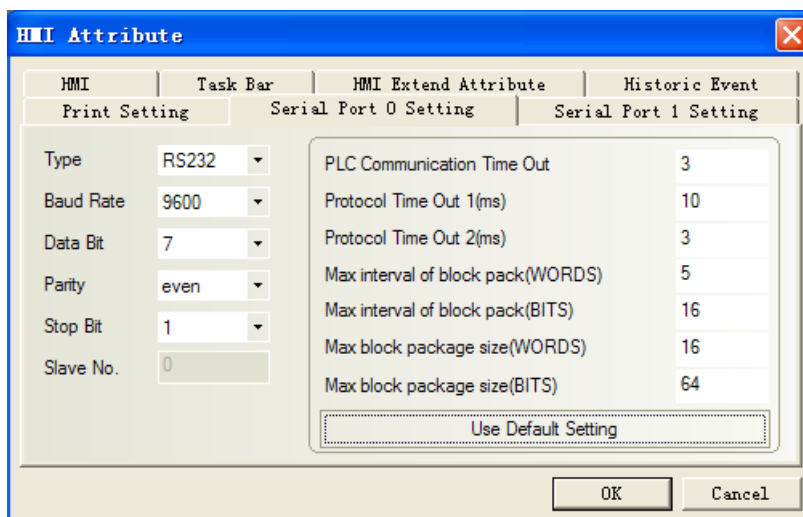 HMI Attribute
HMI Task Bar HMI Extend Attribute Historic Event
Print Setting Serial Port 0 Setting Serial Port 1 Setting
Type RS232
Baud Rate 9600
Data Bit 7
Parity even
Stop Bit 1
Slave No. 0
PLC Communication Time Out 3
Protocol Time Out 1(ms) 10
Protocol Time Out 2(ms) 3
Max interval of block pack(WORDS) 5
Max interval of block pack(BITS) 16
Max block package size(WORDS) 16
Max block package size(BITS) 64
Use Default Setting
OK Cancel